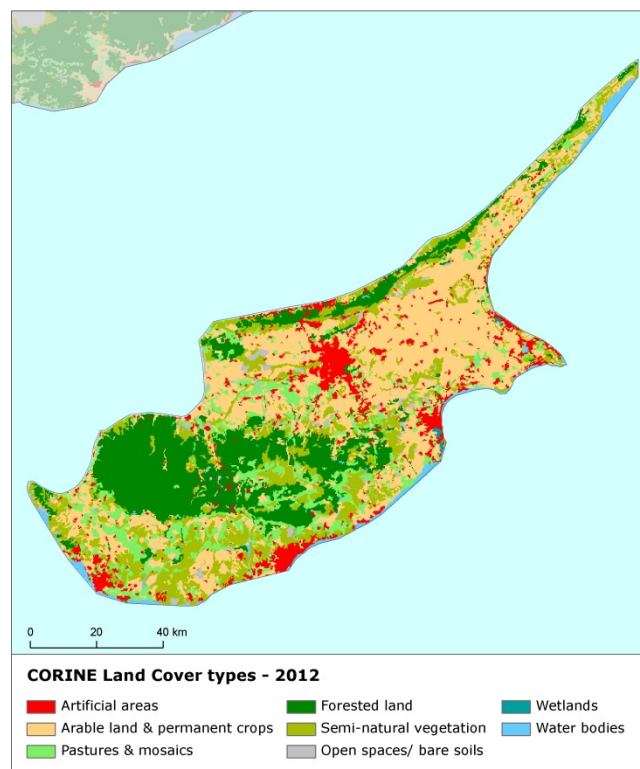 0 20 40 km
CORINE Land Cover types - 2012
Artificial areas
Arable land & permanent crops
Pastures & mosaics
Forested land
Semi-natural vegetation
Open spaces/ bare soils
Wetlands
Water bodies